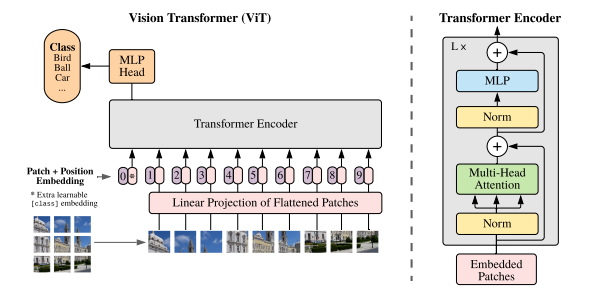 Vision Transformer (ViT)
Class
Bird
Ball
Car
...
MLP
Head
Transformer Encoder
Patch + Position
Embedding
* Extra learnable
[class] embedding
0 * 1 2 3 4 5 6 7 8 9
Linear Projection of Flattened Patches
Transformer Encoder
L x
+
MLP
Norm
+
Multi-Head
Attention
Norm
Embedded
Patches